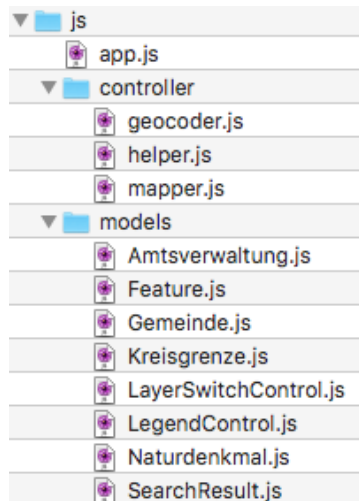 js
app.js
controller
geocoder.js
helper.js
mapper.js
models
Amtsverwaltung.js
Feature.js
Gemeinde.js
Kreisgrenze.js
LayerSwitchControl.js
LegendControl.js
Naturdenkmal.js
SearchResult.js